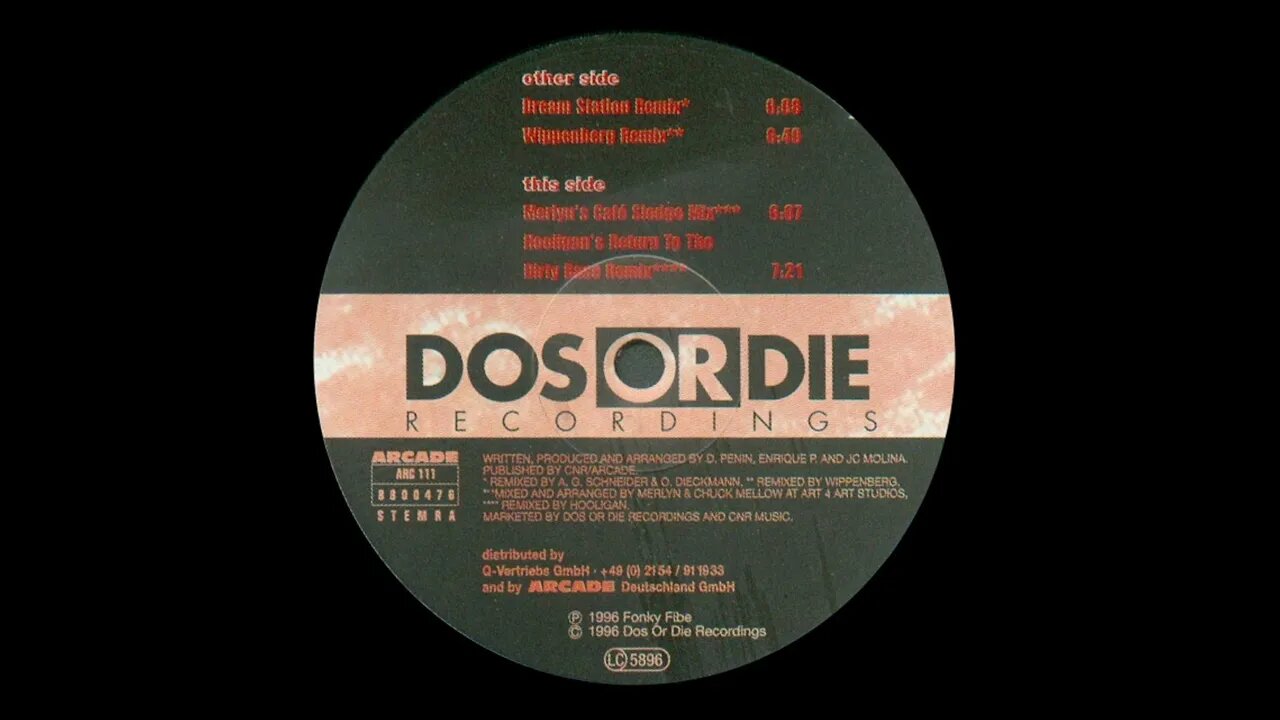 other side
Dream Station Remix* 6:08
Wippenberg Remix** 6:40
this side
Merlyn's Café Sledge Mix*** 6:07
Hooligan's Return To The
Dirty Bass Remix**** 7:21
DOS OR DIE
RECORDINGS
ARCADE
ARC 111
8800476
STEMRA
WRITTEN, PRODUCED AND ARRANGED BY D. PENIN, ENRIQUE P. AND JC MOLINA.
PUBLISHED BY CNR/ARCADE.
* REMIXED BY A. G. SCHNEIDER & O. DIECKMANN. ** REMIXED BY WIPPENBERG.
***MIXED AND ARRANGED BY MERLYN & CHUCK MELLOW AT ART 4 ART STUDIOS,
**** REMIXED BY HOOLIGAN.
MARKETED BY DOS OR DIE RECORDINGS AND CNR MUSIC.
distributed by
Q-Vertriebs GmbH · +49 (0) 2154 / 911933
and by ARCADE Deutschland GmbH
Ⓟ 1996 Fonky Fibe
© 1996 Dos Or Die Recordings
LC 5896